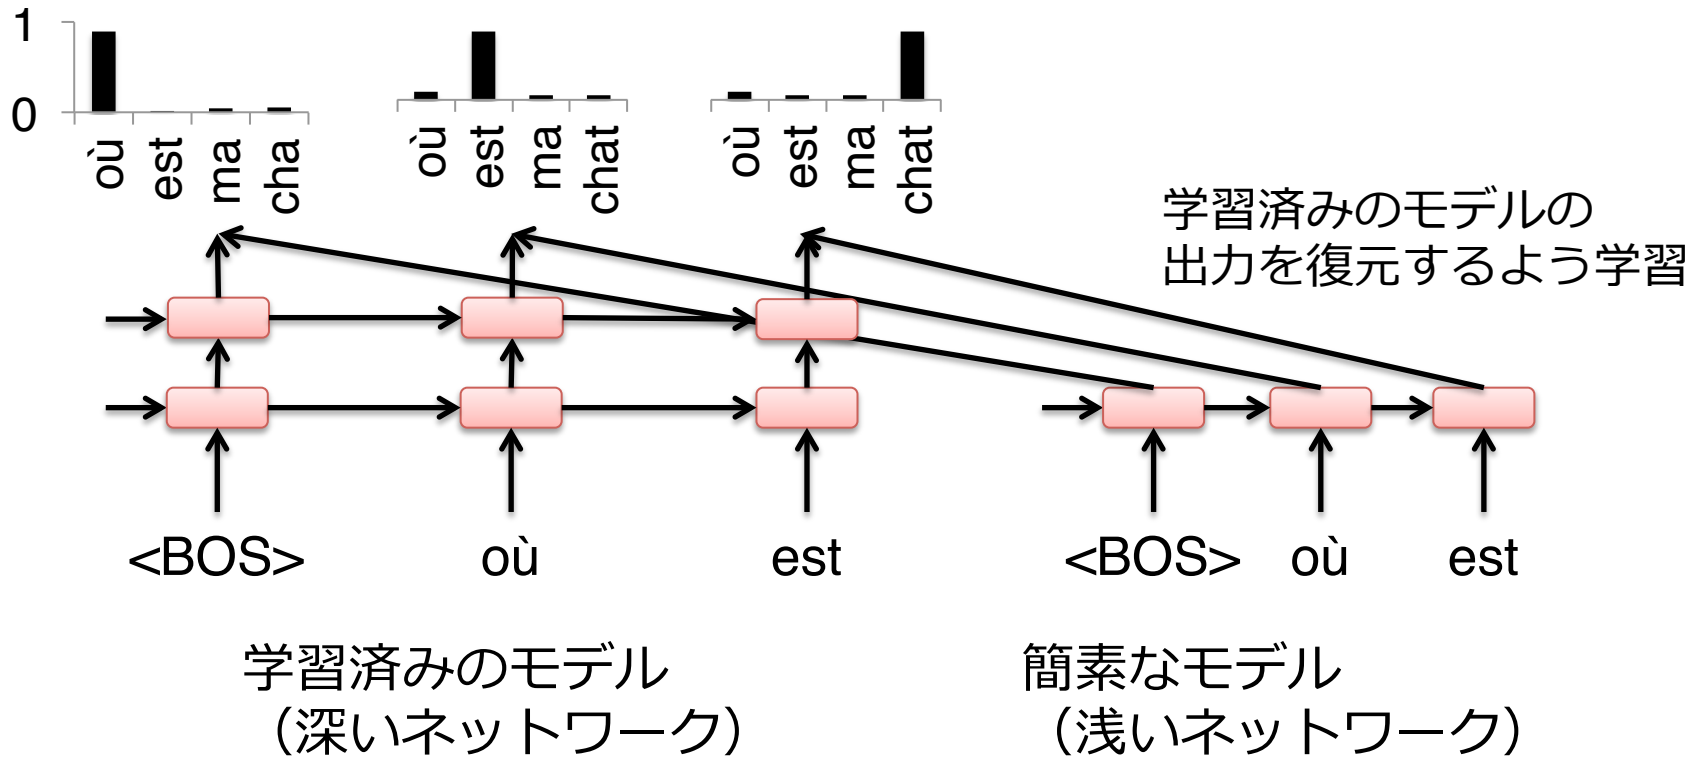 1
0
où est ma cha
où est ma chat
où est ma chat
学習済みのモデルの
出力を復元するよう学習
<BOS> où est
<BOS> où est
学習済みのモデル
（深いネットワーク）
簡素なモデル
（浅いネットワーク）